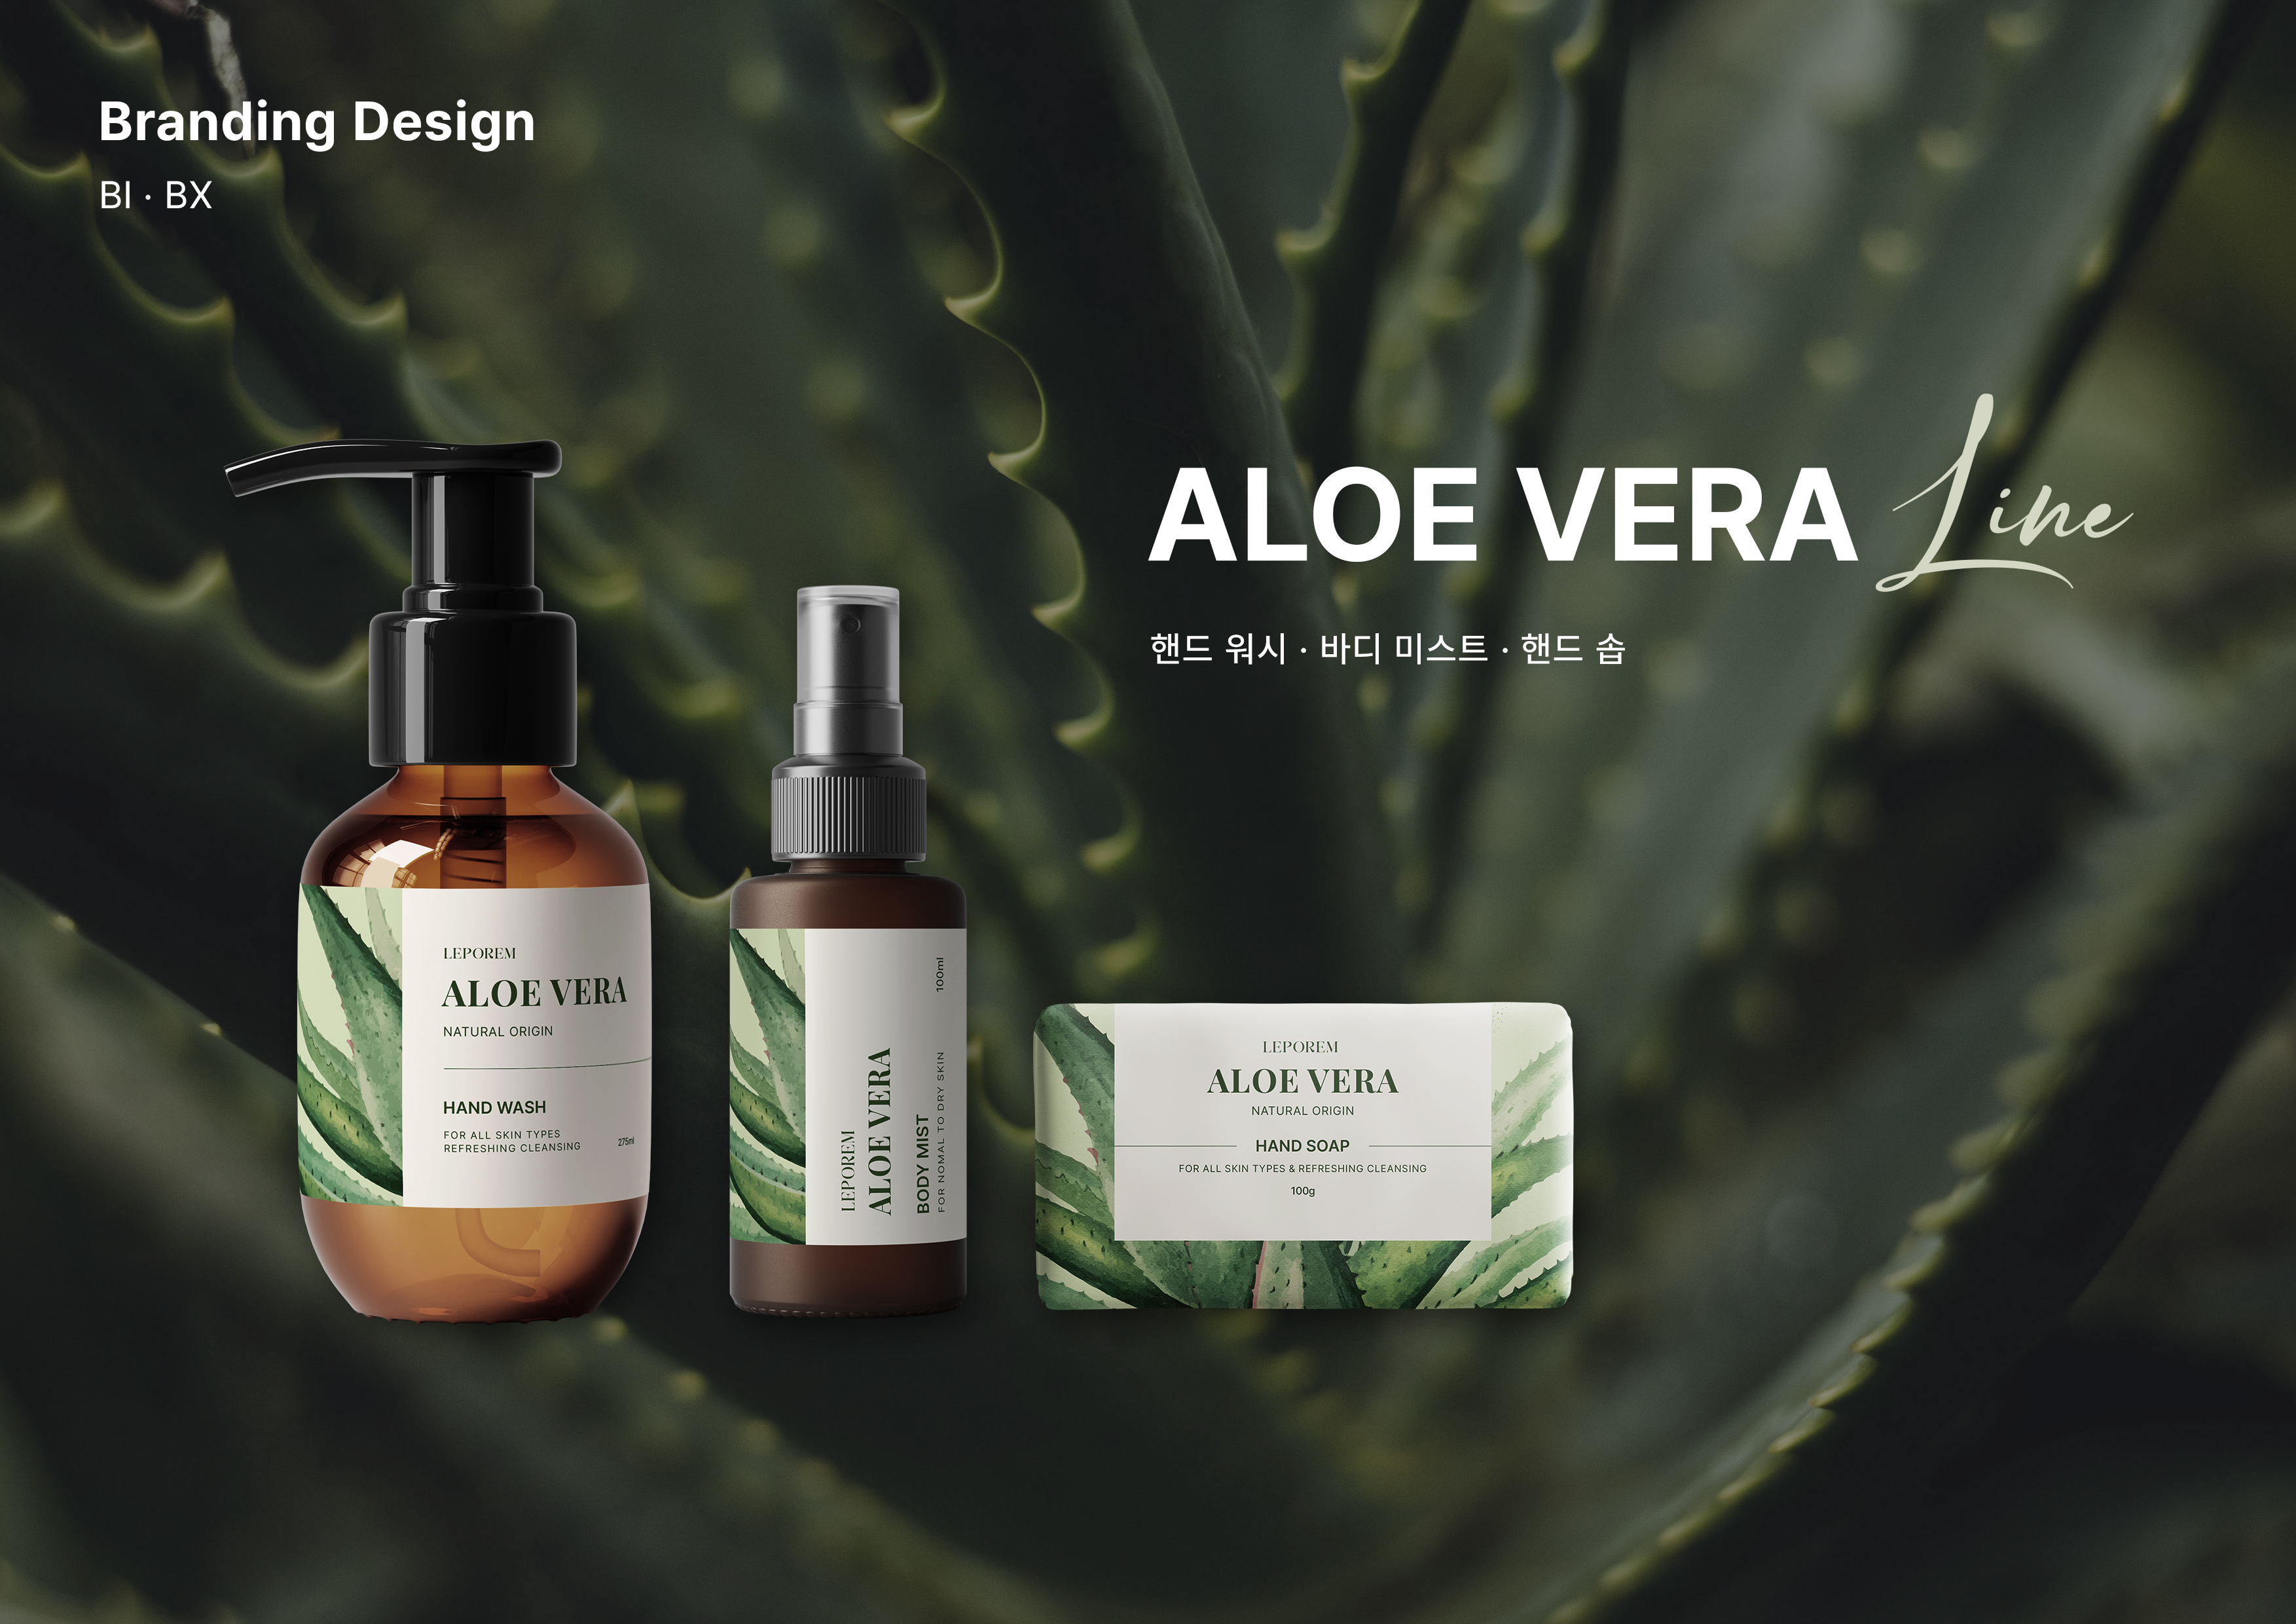 Branding Design
BI · BX
ALOE VERA Line
핸드 워시 · 바디 미스트 · 핸드 솝
LEPOREM
ALOE VERA
NATURAL ORIGIN
HAND WASH
FOR ALL SKIN TYPES
REFRESHING CLEANSING
275ml
LEPOREM
ALOE VERA
BODY MIST
FOR NOMAL TO DRY SKIN
100ml
LEPOREM
ALOE VERA
NATURAL ORIGIN
HAND SOAP
FOR ALL SKIN TYPES & REFRESHING CLEANSING
100g